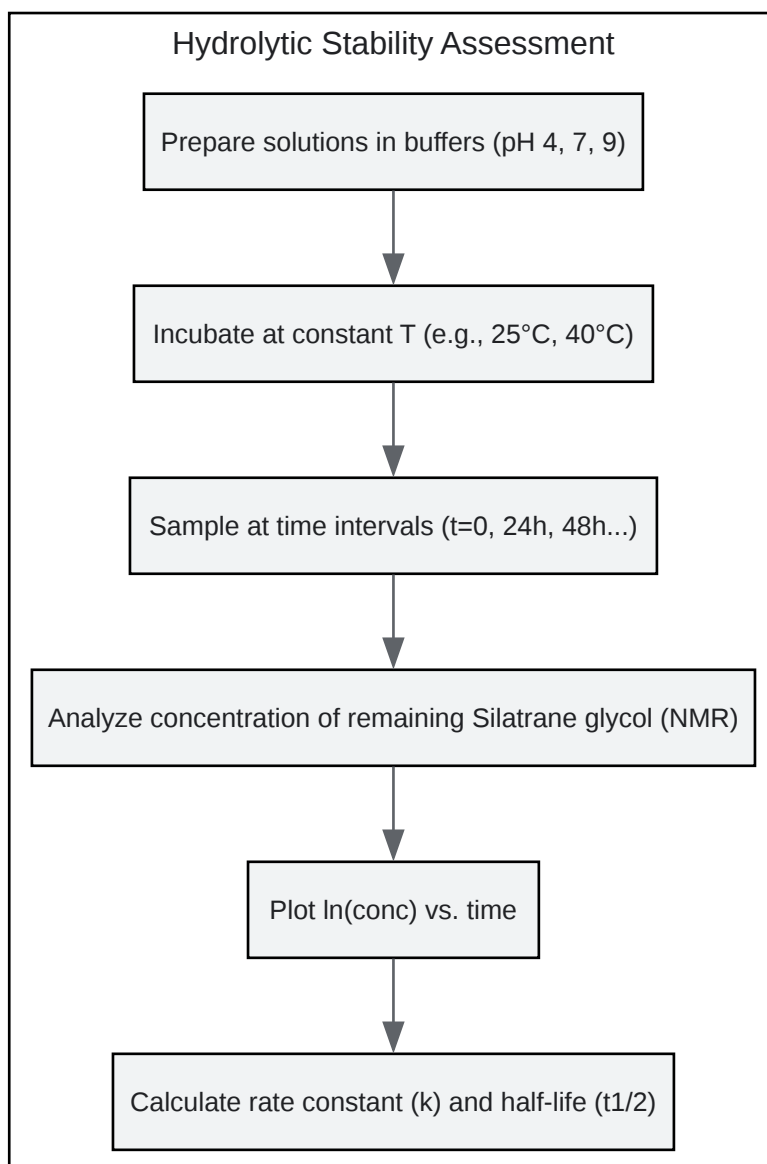 Hydrolytic Stability Assessment
Prepare solutions in buffers (pH 4, 7, 9)
Incubate at constant T (e.g., 25°C, 40°C)
Sample at time intervals (t=0, 24h, 48h...)
Analyze concentration of remaining Silatrane glycol (NMR)
Plot ln(conc) vs. time
Calculate rate constant (k) and half-life (t1/2)